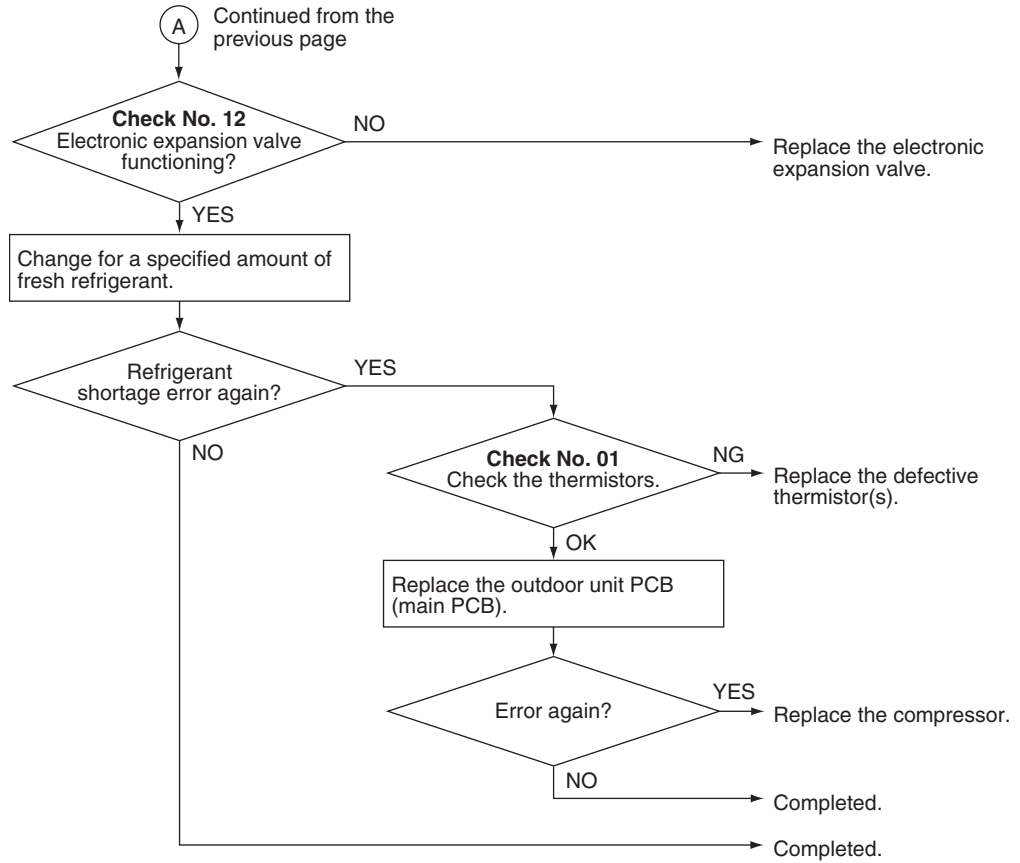 A
Continued from the
previous page
Check No. 12
Electronic expansion valve
functioning?
NO
Replace the electronic
expansion valve.
YES
Change for a specified amount of
fresh refrigerant.
Refrigerant
shortage error again?
YES
NO
Check No. 01
Check the thermistors.
NG
Replace the defective
thermistor(s).
OK
Replace the outdoor unit PCB
(main PCB).
Error again?
YES
Replace the compressor.
NO
Completed.
Completed.